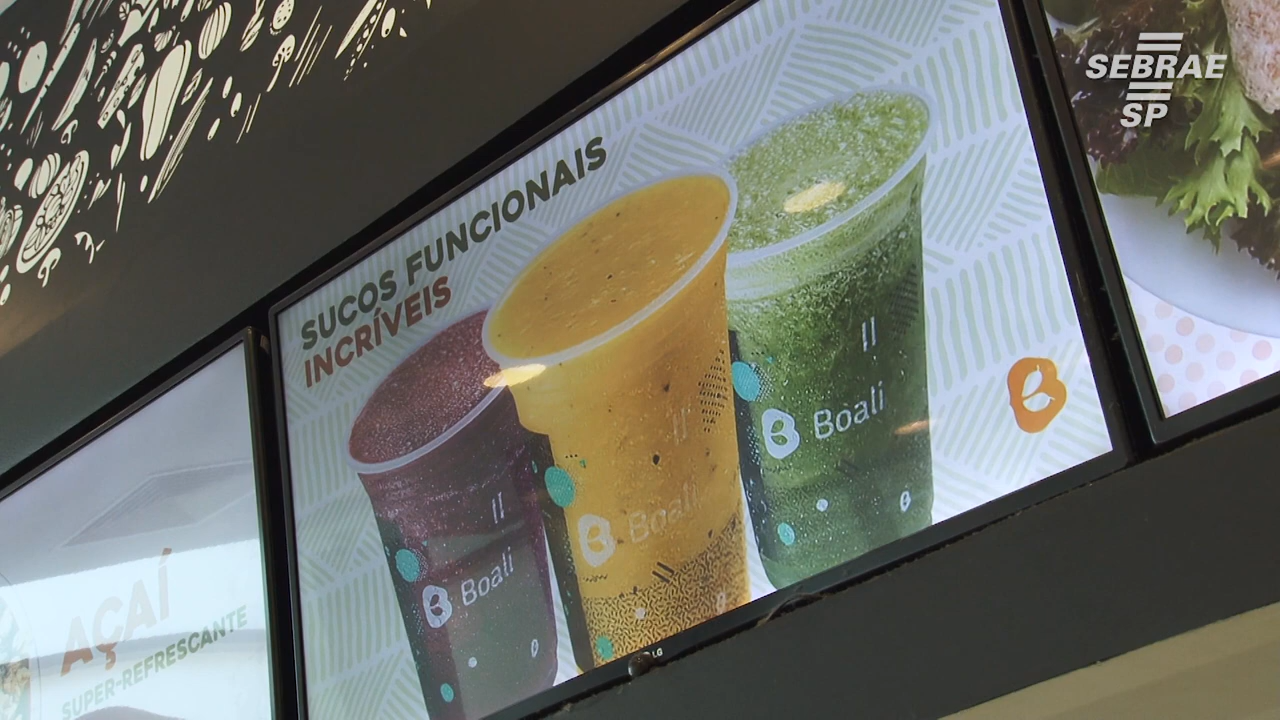 SEBRAE
SP
SUCOS FUNCIONAIS
INCRÍVEIS
Boali
Boali
Boali
AÇAÍ
SUPER-REFRESCANTE
LG